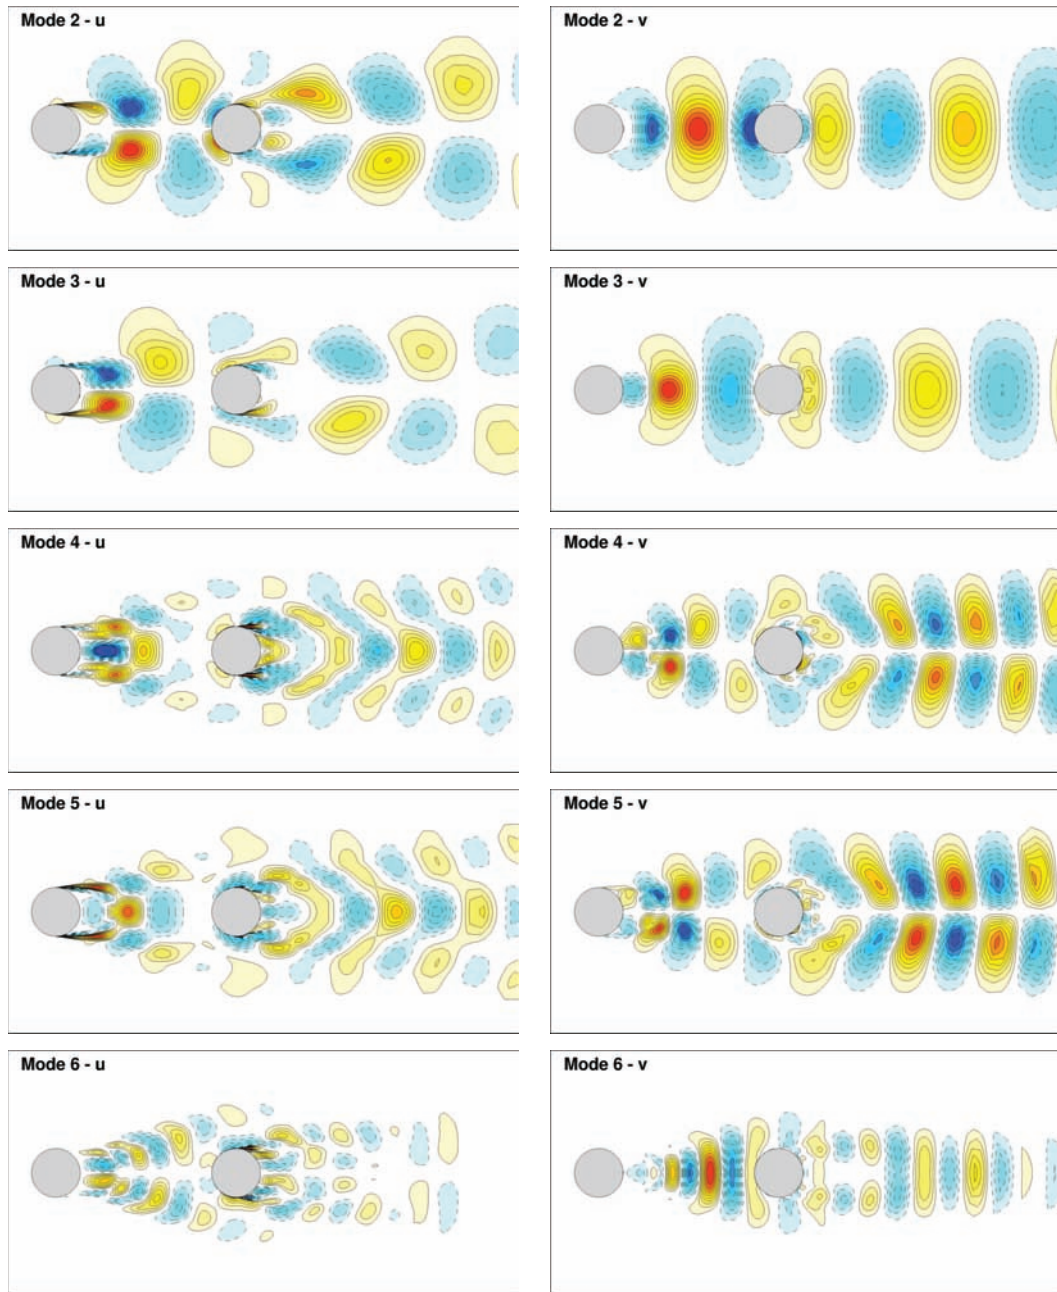 Mode 2 - u
Mode 2 - v
Mode 3 - u
Mode 3 - v
Mode 4 - u
Mode 4 - v
Mode 5 - u
Mode 5 - v
Mode 6 - u
Mode 6 - v